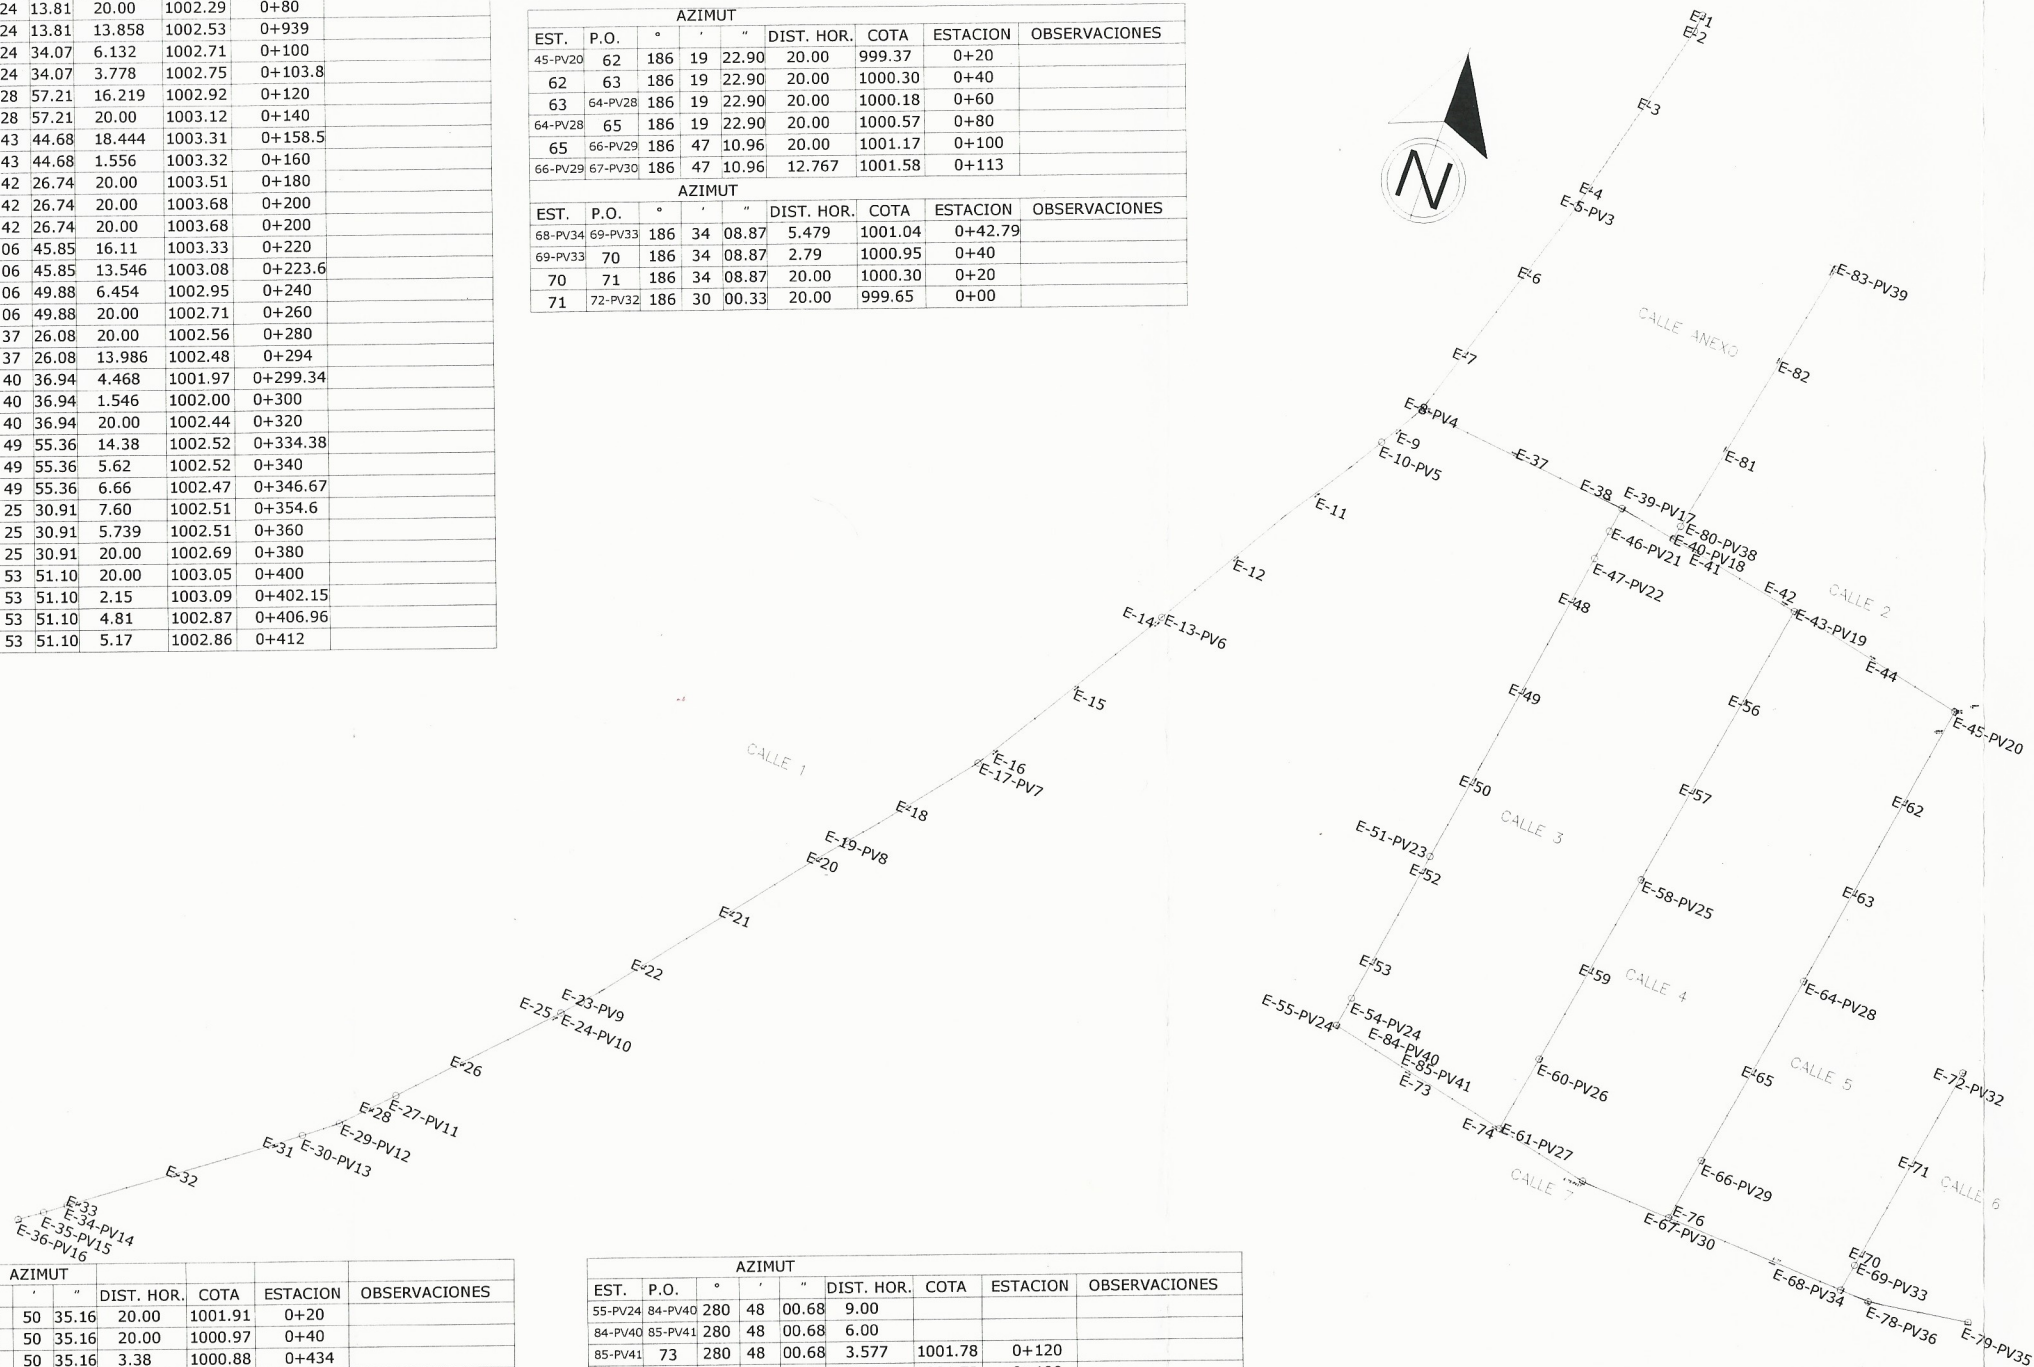 24 13.81 20.00 1002.29 0+80
24 13.81 13.858 1002.53 0+939
24 34.07 6.132 1002.71 0+100
24 34.07 3.778 1002.75 0+103.8
28 57.21 16.219 1002.92 0+120
28 57.21 20.00 1003.12 0+140
43 44.68 18.444 1003.31 0+158.5
43 44.68 1.556 1003.32 0+160
42 26.74 20.00 1003.51 0+180
42 26.74 20.00 1003.68 0+200
42 26.74 20.00 1003.68 0+200
06 45.85 16.11 1003.33 0+220
06 45.85 13.546 1003.08 0+223.6
06 49.88 6.454 1002.95 0+240
06 49.88 20.00 1002.71 0+260
37 26.08 20.00 1002.56 0+280
37 26.08 13.986 1002.48 0+294
40 36.94 4.468 1001.97 0+299.34
40 36.94 1.546 1002.00 0+300
40 36.94 20.00 1002.44 0+320
49 55.36 14.38 1002.52 0+334.38
49 55.36 5.62 1002.52 0+340
49 55.36 6.66 1002.47 0+346.67
25 30.91 7.60 1002.51 0+354.6
25 30.91 5.739 1002.51 0+360
25 30.91 20.00 1002.69 0+380
53 51.10 20.00 1003.05 0+400
53 51.10 2.15 1003.09 0+402.15
53 51.10 4.81 1002.87 0+406.96
53 51.10 5.17 1002.86 0+412
AZIMUT
EST. P.O. ° ' " DIST. HOR. COTA ESTACION OBSERVACIONES
45-PV20 62 186 19 22.90 20.00 999.37 0+20
62 63 186 19 22.90 20.00 1000.30 0+40
63 64-PV28 186 19 22.90 20.00 1000.18 0+60
64-PV28 65 186 19 22.90 20.00 1000.57 0+80
65 66-PV29 186 47 10.96 20.00 1001.17 0+100
66-PV29 67-PV30 186 47 10.96 12.767 1001.58 0+113
AZIMUT
EST. P.O. ° ' " DIST. HOR. COTA ESTACION OBSERVACIONES
68-PV34 69-PV33 186 34 08.87 5.479 1001.04 0+42.79
69-PV33 70 186 34 08.87 2.79 1000.95 0+40
70 71 186 34 08.87 20.00 1000.30 0+20
71 72-PV32 186 30 00.33 20.00 999.65 0+00
N
E-1
E-2
E-3
E-4
E-5-PV3
E-6
E-7
E-8-PV4
E-9
E-10-PV5
E-11
E-12
E-13-PV6
E-14
E-15
E-16
E-17-PV7
E-18
E-19-PV8
E-20
E-21
E-22
E-23-PV9
E-24-PV10
E-25
E-26
E-27-PV11
E-28
E-29-PV12
E-30-PV13
E-31
E-32
E-33
E-34-PV14
E-35-PV15
E-36-PV16
CALLE 1
E-83-PV39
CALLE ANEXO
E-82
E-81
E-37
E-38
E-39-PV17
E-80-PV38
E-40-PV18
E-41
E-42
CALLE 2
E-43-PV19
E-44
E-45-PV20
E-46-PV21
E-47-PV22
E-48
E-49
E-50
CALLE 3
E-51-PV23
E-52
E-53
E-54-PV24
E-55-PV24
E-84-PV40
E-85-PV41
E-73
E-56
E-57
E-58-PV25
E-59
CALLE 4
E-60-PV26
E-61-PV27
E-74
CALLE 7
E-62
E-63
E-64-PV28
E-65
CALLE 5
E-66-PV29
E-76
E-67-PV30
E-72-PV32
E-71
CALLE 6
E-70
E-69-PV33
E-68-PV34
E-78-PV36
E-79-PV35
AZIMUT
' " DIST. HOR. COTA ESTACION OBSERVACIONES
50 35.16 20.00 1001.91 0+20
50 35.16 20.00 1000.97 0+40
50 35.16 3.38 1000.88 0+434
AZIMUT
EST. P.O. ° ' " DIST. HOR. COTA ESTACION OBSERVACIONES
55-PV24 84-PV40 280 48 00.68 9.00
84-PV40 85-PV41 280 48 00.68 6.00
85-PV41 73 280 48 00.68 3.577 1001.78 0+120